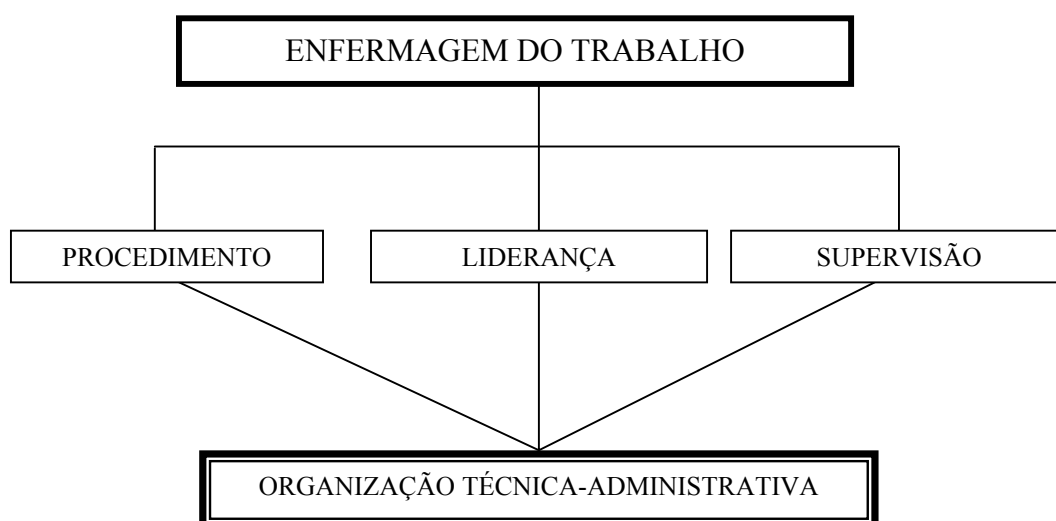 ENFERMAGEM DO TRABALHO
PROCEDIMENTO
LIDERANÇA
SUPERVISÃO
ORGANIZAÇÃO TÉCNICA-ADMINISTRATIVA